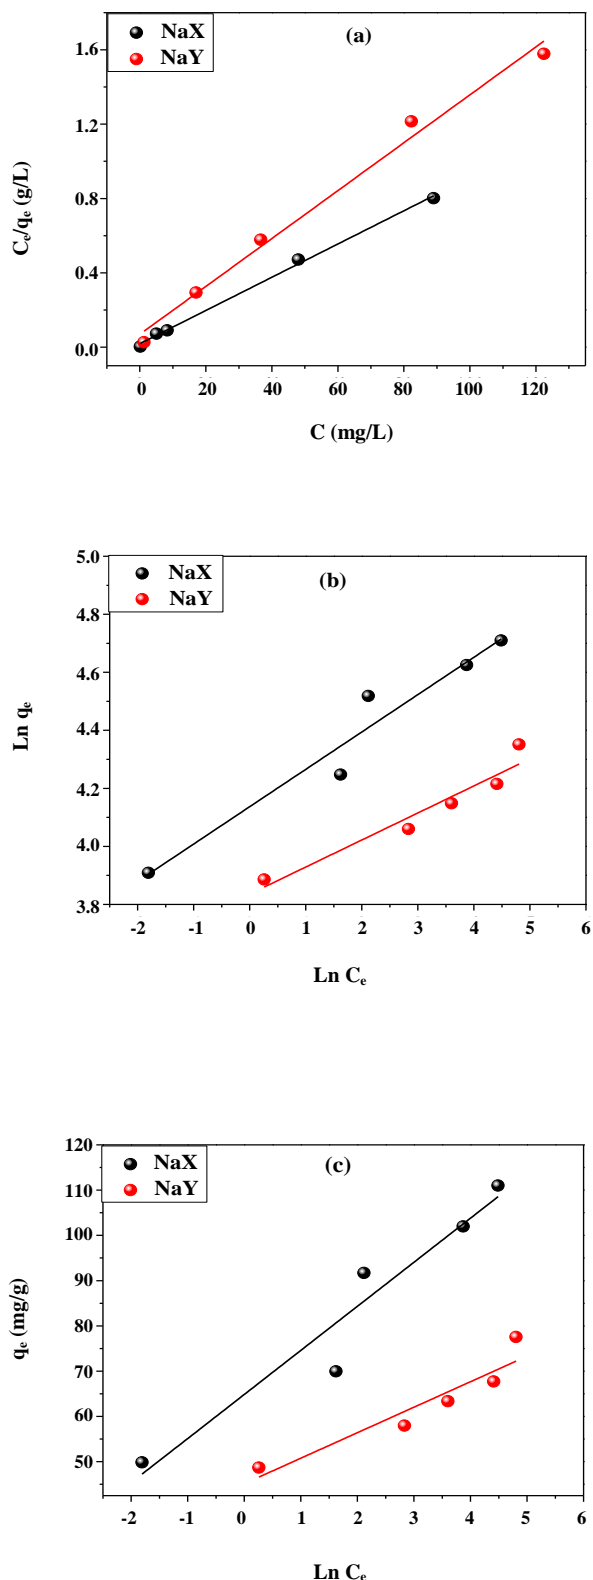 NaX
NaY
(a)
1.6
1.2
0.8
0.4
0.0
Cₑ/qₑ (g/L)
0 20 40 60 80 100 120
C (mg/L)
NaX
NaY
(b)
5.0
4.8
4.6
4.4
4.2
4.0
3.8
Ln qₑ
-2 -1 0 1 2 3 4 5 6
Ln Cₑ
NaX
NaY
(c)
120
110
100
90
80
70
60
50
qₑ (mg/g)
-2 -1 0 1 2 3 4 5 6
Ln Cₑ